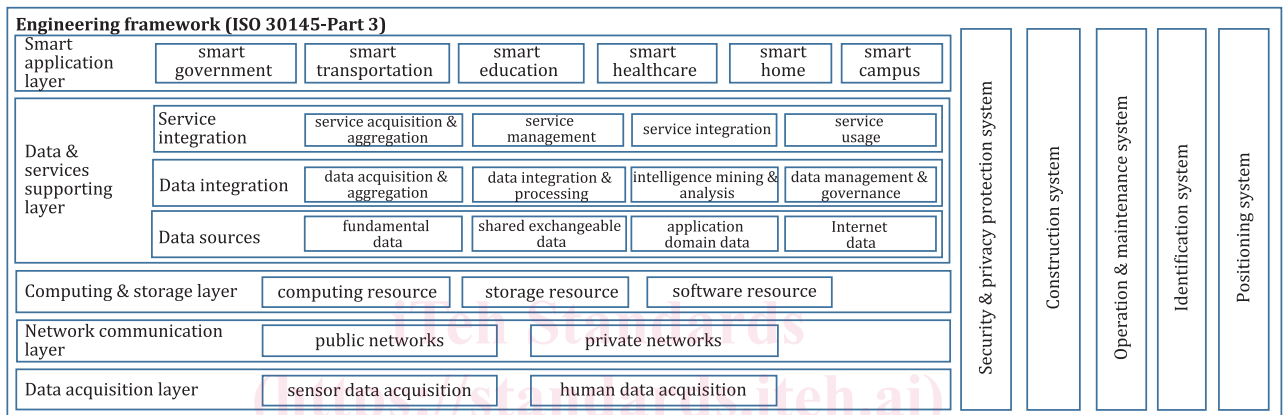 Engineering framework (ISO 30145-Part 3)
Smart
application
layer
smart
government
smart
transportation
smart
education
smart
healthcare
smart
home
smart
campus
Data &
services
supporting
layer
Service
integration
service acquisition &
aggregation
service
management
service integration
service
usage
Data integration
data acquisition &
aggregation
data integration &
processing
intelligence mining &
analysis
data management &
governance
Data sources
fundamental
data
shared exchangeable
data
application
domain data
Internet
data
Computing & storage layer
computing resource
storage resource
software resource
Network communication
layer
public networks
private networks
Data acquisition layer
sensor data acquisition
human data acquisition
Security & privacy protection system
Construction system
Operation & maintenance system
Identification system
Positioning system
iTeh Standards
(https://standards.iteh.ai)